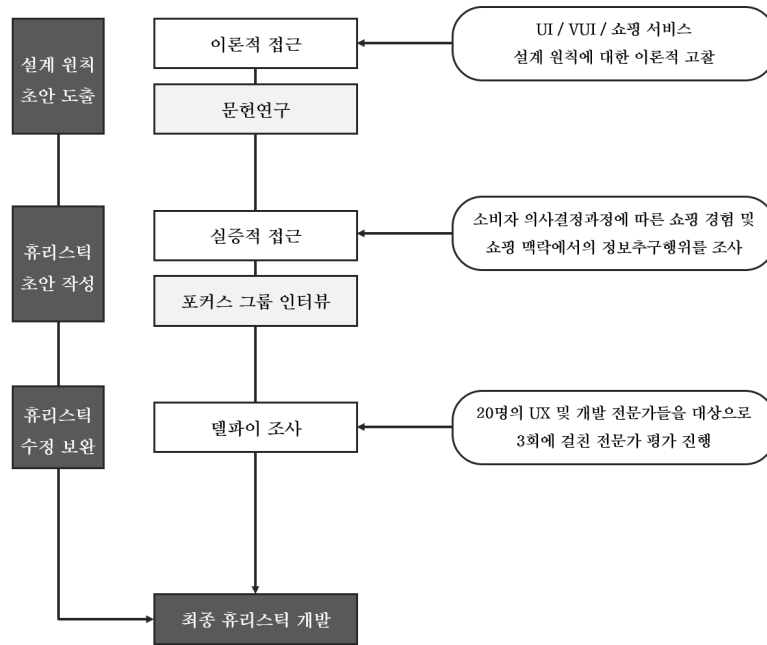 설계 원칙
초안 도출
이론적 접근
문헌연구
UI / VUI / 쇼핑 서비스
설계 원칙에 대한 이론적 고찰
휴리스틱
초안 작성
실증적 접근
포커스 그룹 인터뷰
소비자 의사결정과정에 따른 쇼핑 경험 및
쇼핑 맥락에서의 정보추구행위를 조사
휴리스틱
수정 보완
델파이 조사
20명의 UX 및 개발 전문가들을 대상으로
3회에 걸친 전문가 평가 진행
최종 휴리스틱 개발